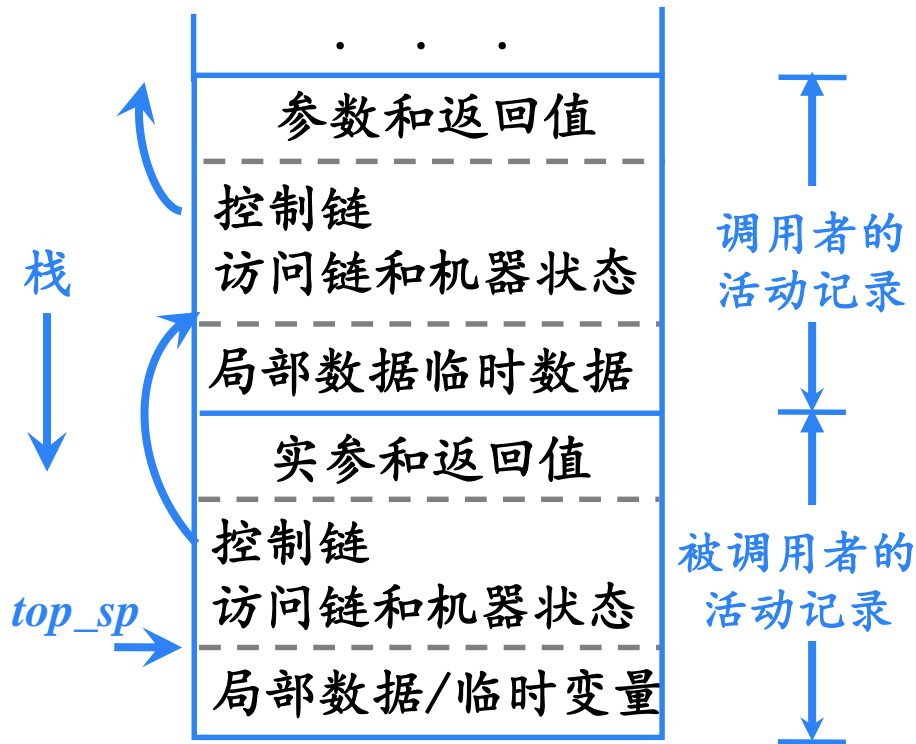 . . .
参数和返回值
控制链
访问链和机器状态
局部数据临时数据
实参和返回值
控制链
访问链和机器状态
局部数据/临时变量
栈
top_sp
调用者的
活动记录
被调用者的
活动记录